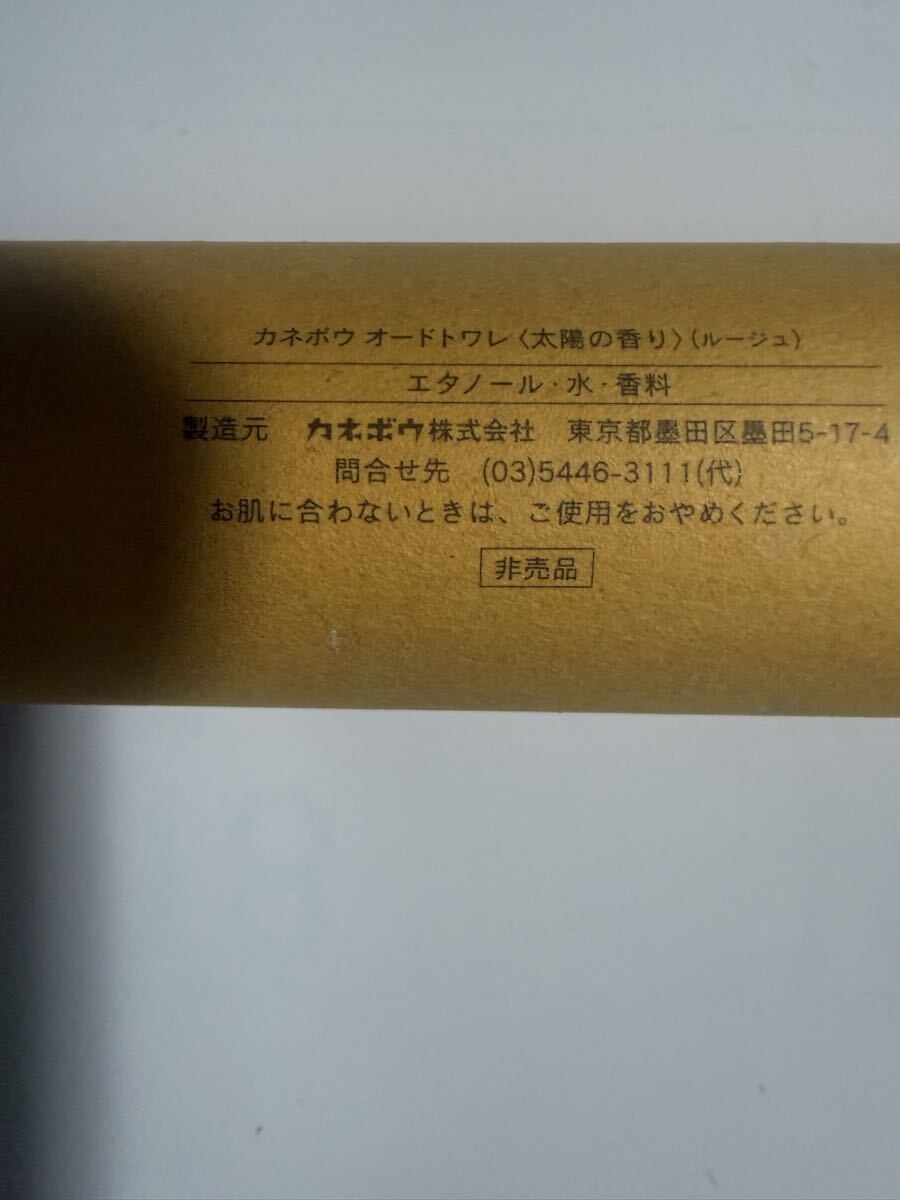 カネボウ オードトワレ〈太陽の香り〉(ルージュ)
エタノール・水・香料
製造元 カネボウ株式会社 東京都墨田区墨田5-17-4
問合せ先 (03)5446-3111(代)
お肌に合わないときは、ご使用をおやめください。
非売品